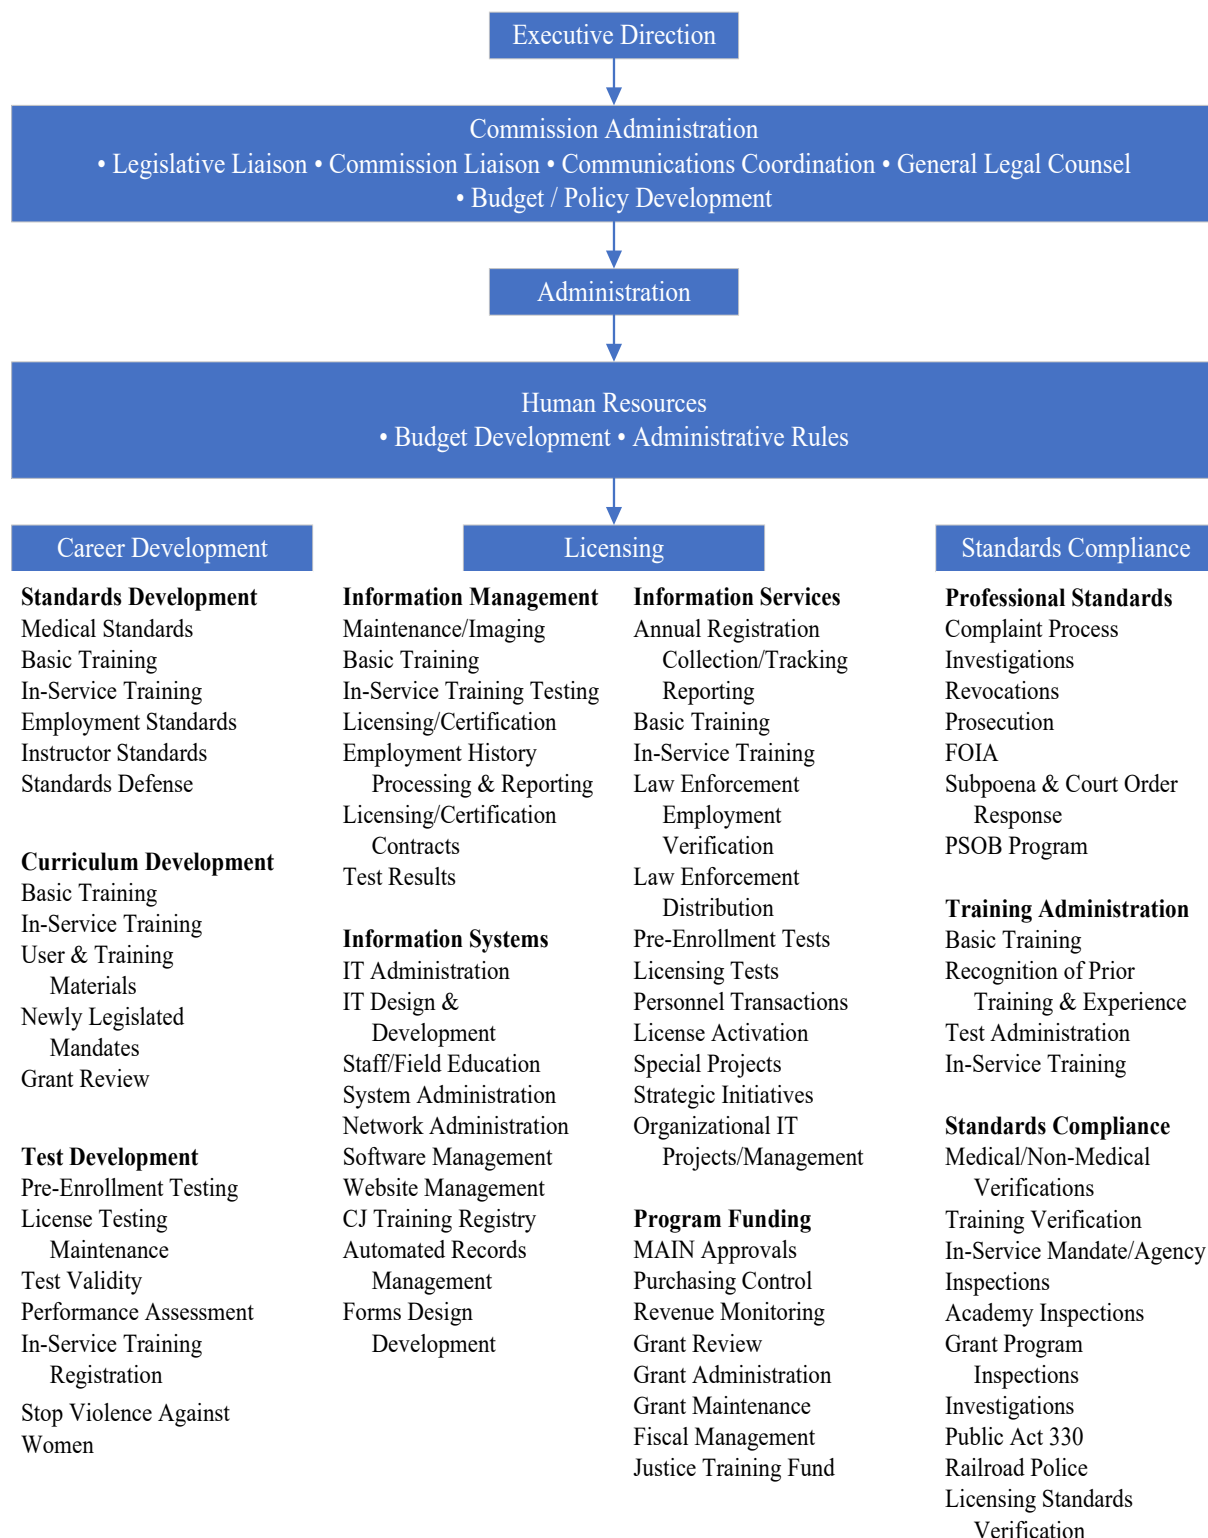 Executive Direction
Commission Administration
• Legislative Liaison • Commission Liaison • Communications Coordination • General Legal Counsel
• Budget / Policy Development
Administration
Human Resources
• Budget Development • Administrative Rules
Career Development
Standards Development
Medical Standards
Basic Training
In-Service Training
Employment Standards
Instructor Standards
Standards Defense
Curriculum Development
Basic Training
In-Service Training
User & Training
Materials
Newly Legislated
Mandates
Grant Review
Test Development
Pre-Enrollment Testing
License Testing
Maintenance
Test Validity
Performance Assessment
In-Service Training
Registration
Stop Violence Against
Women
Licensing
Information Management
Maintenance/Imaging
Basic Training
In-Service Training Testing
Licensing/Certification
Employment History
Processing & Reporting
Licensing/Certification
Contracts
Test Results
Information Systems
IT Administration
IT Design &
Development
Staff/Field Education
System Administration
Network Administration
Software Management
Website Management
CJ Training Registry
Automated Records
Management
Forms Design
Development
Information Services
Annual Registration
Collection/Tracking
Reporting
Basic Training
In-Service Training
Law Enforcement
Employment
Verification
Law Enforcement
Distribution
Pre-Enrollment Tests
Licensing Tests
Personnel Transactions
License Activation
Special Projects
Strategic Initiatives
Organizational IT
Projects/Management
Program Funding
MAIN Approvals
Purchasing Control
Revenue Monitoring
Grant Review
Grant Administration
Grant Maintenance
Fiscal Management
Justice Training Fund
Standards Compliance
Professional Standards
Complaint Process
Investigations
Revocations
Prosecution
FOIA
Subpoena & Court Order
Response
PSOB Program
Training Administration
Basic Training
Recognition of Prior
Training & Experience
Test Administration
In-Service Training
Standards Compliance
Medical/Non-Medical
Verifications
Training Verification
In-Service Mandate/Agency
Inspections
Academy Inspections
Grant Program
Inspections
Investigations
Public Act 330
Railroad Police
Licensing Standards
Verification